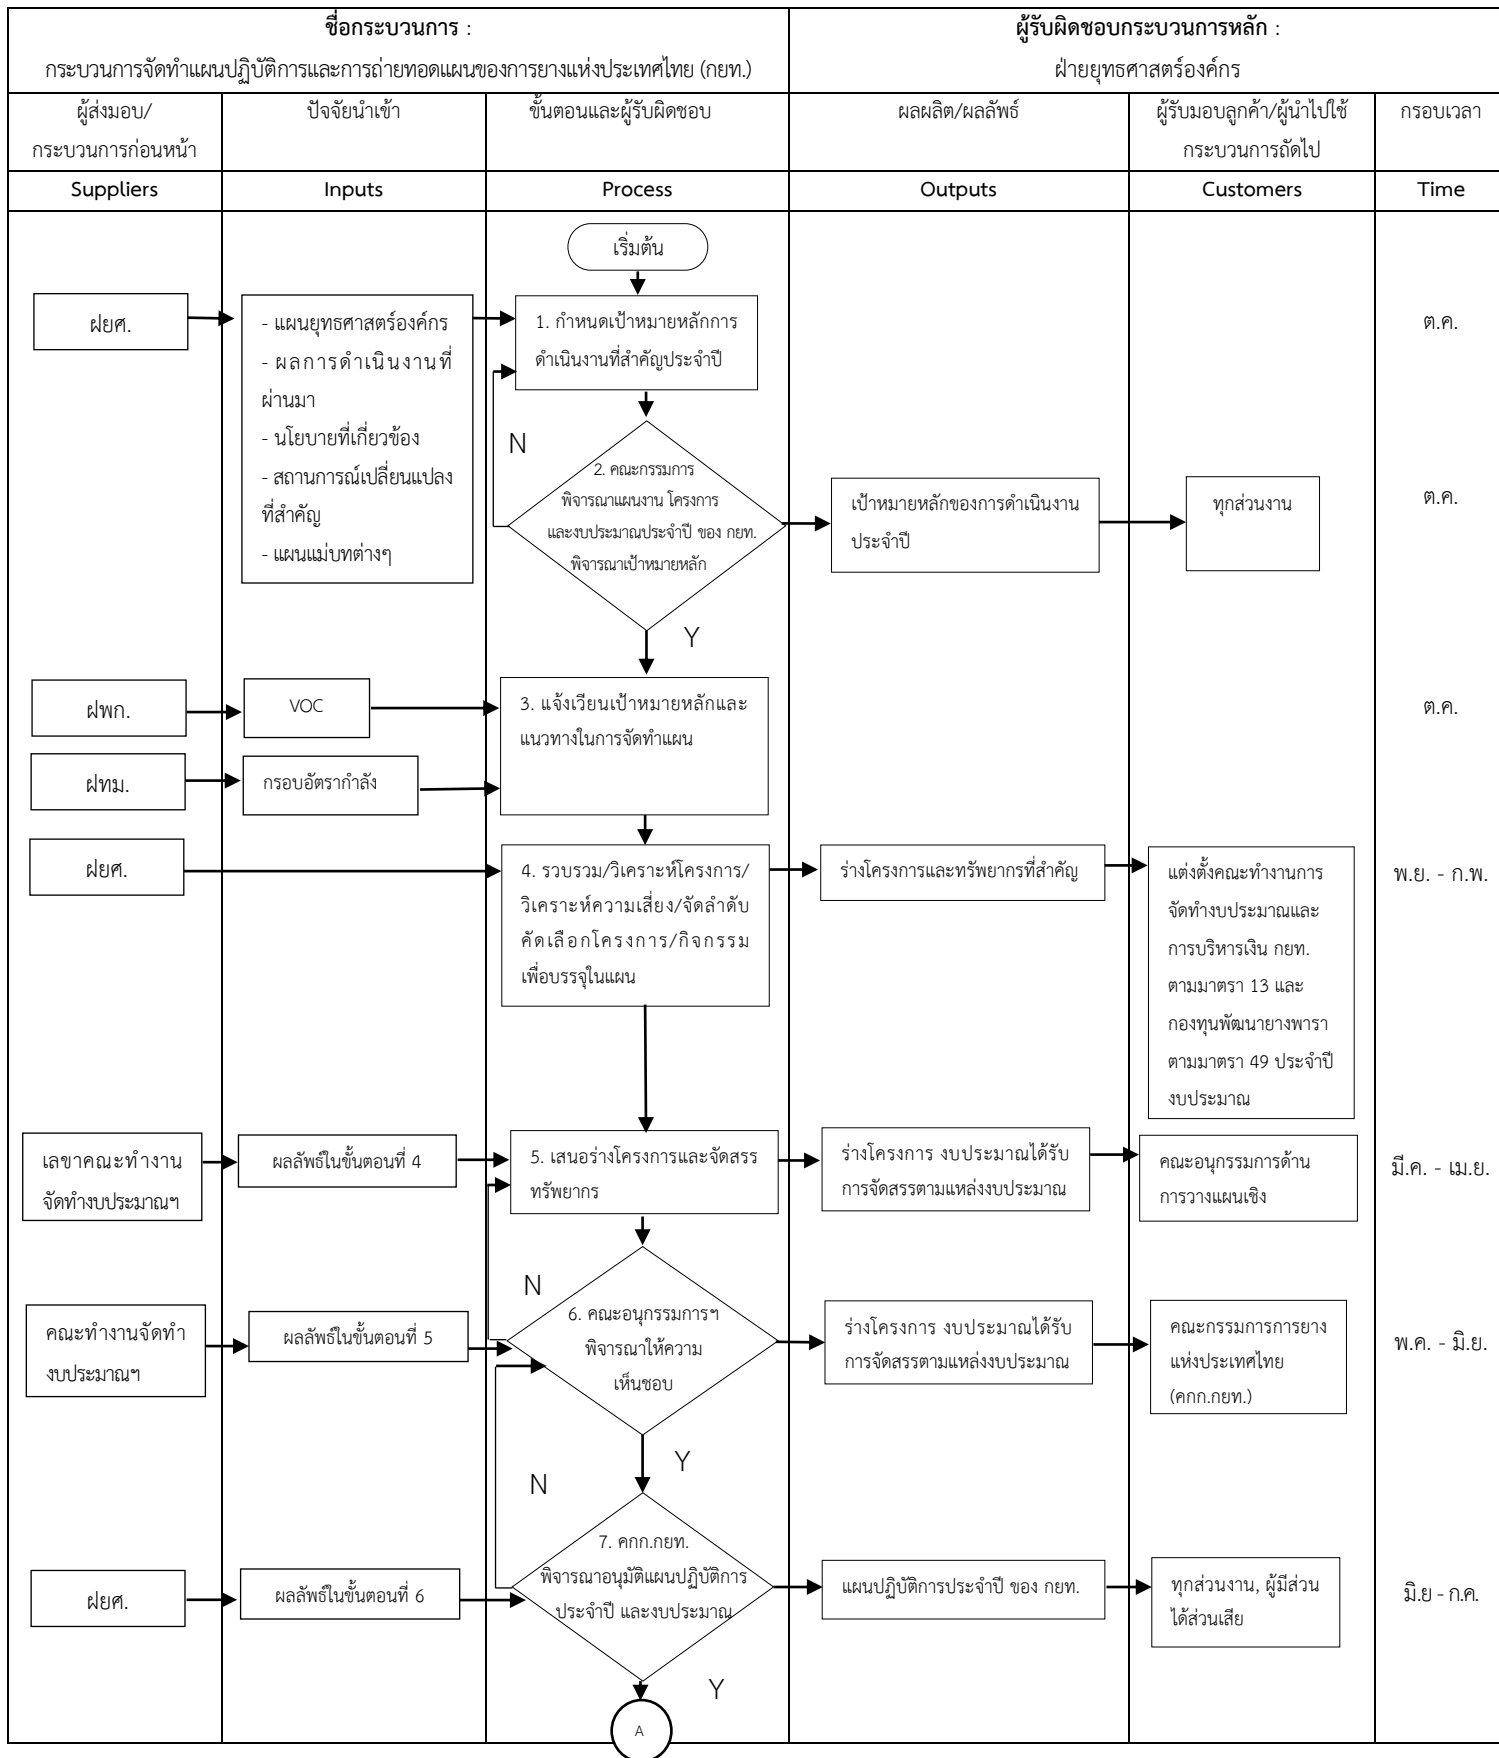 ชื่อกระบวนการ :
กระบวนการจัดทำแผนปฏิบัติการและการถ่ายทอดแผนของการยางแห่งประเทศไทย (กยท.)
ผู้รับผิดชอบกระบวนการหลัก :
ฝ่ายยุทธศาสตร์องค์กร
ผู้ส่งมอบ/
กระบวนการก่อนหน้า
ปัจจัยนำเข้า
ขั้นตอนและผู้รับผิดชอบ
ผลผลิต/ผลลัพธ์
ผู้รับมอบลูกค้า/ผู้นำไปใช้
กระบวนการถัดไป
กรอบเวลา
Suppliers
Inputs
Process
Outputs
Customers
Time
เริ่มต้น
ฝยศ.
- แผนยุทธศาสตร์องค์กร
- ผลการดำเนินงานที่
ผ่านมา
- นโยบายที่เกี่ยวข้อง
- สถานการณ์เปลี่ยนแปลง
ที่สำคัญ
- แผนแม่บทต่างๆ
1. กำหนดเป้าหมายหลักการ
ดำเนินงานที่สำคัญประจำปี
ต.ค.
N
2. คณะกรรมการ
พิจารณาแผนงาน โครงการ
และงบประมาณประจำปี ของ กยท.
พิจารณาเป้าหมายหลัก
Y
เป้าหมายหลักของการดำเนินงาน
ประจำปี
ทุกส่วนงาน
ต.ค.
ฝพก.
VOC
3. แจ้งเวียนเป้าหมายหลักและ
แนวทางในการจัดทำแผน
ต.ค.
ฝทม.
กรอบอัตรากำลัง
ฝยศ.
4. รวบรวม/วิเคราะห์โครงการ/
วิเคราะห์ความเสี่ยง/จัดลำดับ
คัดเลือกโครงการ/กิจกรรม
เพื่อบรรจุในแผน
ร่างโครงการและทรัพยากรที่สำคัญ
แต่งตั้งคณะทำงานการ
จัดทำงบประมาณและ
การบริหารเงิน กยท.
ตามมาตรา 13 และ
กองทุนพัฒนายางพารา
ตามมาตรา 49 ประจำปี
งบประมาณ
พ.ย. - ก.พ.
เลขาคณะทำงาน
จัดทำงบประมาณฯ
ผลลัพธ์ในขั้นตอนที่ 4
5. เสนอร่างโครงการและจัดสรร
ทรัพยากร
ร่างโครงการ งบประมาณได้รับ
การจัดสรรตามแหล่งงบประมาณ
คณะอนุกรรมการด้าน
การวางแผนเชิง
มี.ค. - เม.ย.
N
คณะทำงานจัดทำ
งบประมาณฯ
ผลลัพธ์ในขั้นตอนที่ 5
6. คณะอนุกรรมการฯ
พิจารณาให้ความ
เห็นชอบ
Y
ร่างโครงการ งบประมาณได้รับ
การจัดสรรตามแหล่งงบประมาณ
คณะกรรมการการยาง
แห่งประเทศไทย
(คกก.กยท.)
พ.ค. - มิ.ย.
N
ฝยศ.
ผลลัพธ์ในขั้นตอนที่ 6
7. คกก.กยท.
พิจารณาอนุมัติแผนปฏิบัติการ
ประจำปี และงบประมาณ
Y
แผนปฏิบัติการประจำปี ของ กยท.
ทุกส่วนงาน, ผู้มีส่วน
ได้ส่วนเสีย
มิ.ย - ก.ค.
A